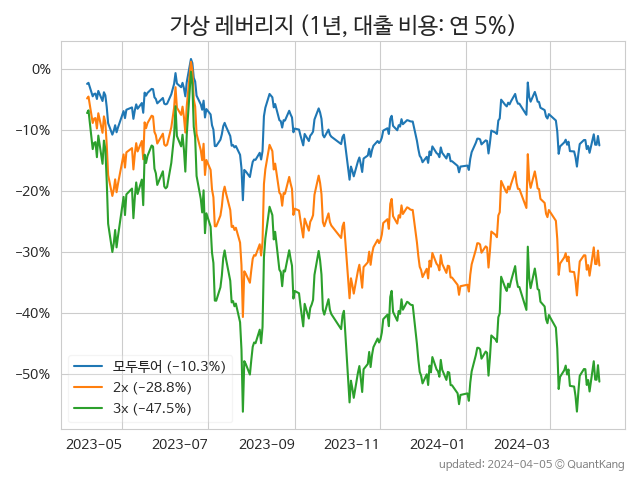 가상 레버리지 (1년, 대출 비용: 연 5%)
0%
−10%
−20%
−30%
−40%
−50%
모두투어 (−10.3%)
2x (−28.8%)
3x (−47.5%)
2023-05 2023-07 2023-09 2023-11 2024-01 2024-03
updated: 2024-04-05 © QuantKang